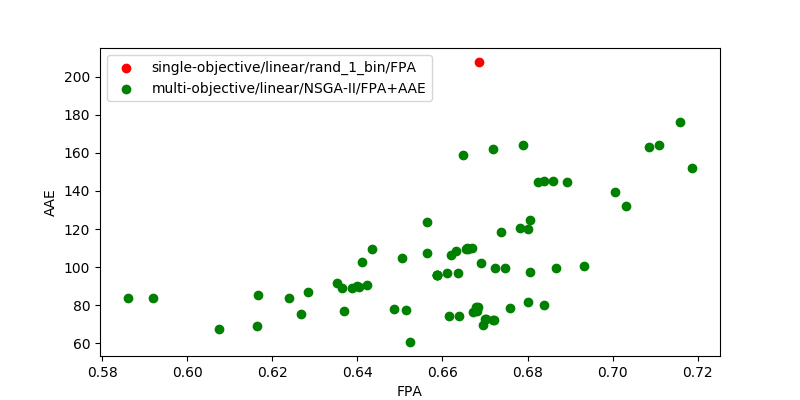 single-objective/linear/rand_1_bin/FPA
multi-objective/linear/NSGA-II/FPA+AAE
AAE
200
180
160
140
120
100
80
60
0.58 0.60 0.62 0.64 0.66 0.68 0.70 0.72
FPA